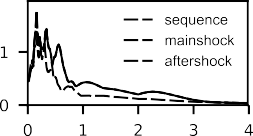 sequence
mainshock
1
aftershock
0
0 1 2 3 4